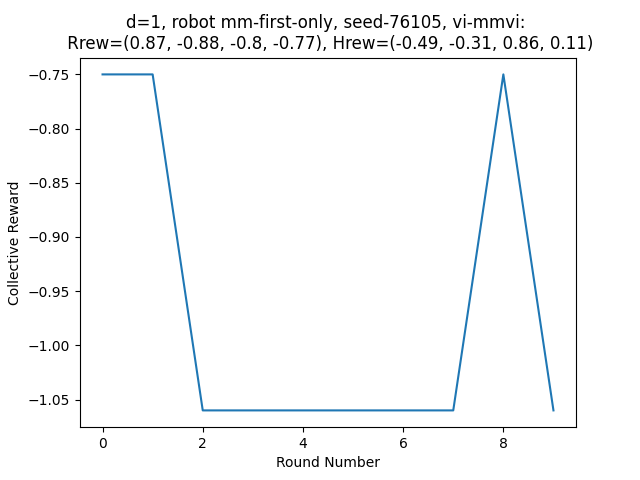 d=1, robot mm-first-only, seed-76105, vi-mmvi:
Rrew=(0.87, -0.88, -0.8, -0.77), Hrew=(-0.49, -0.31, 0.86, 0.11)
−0.75
−0.80
−0.85
−0.90
−0.95
−1.00
−1.05
Collective Reward
0 2 4 6 8
Round Number